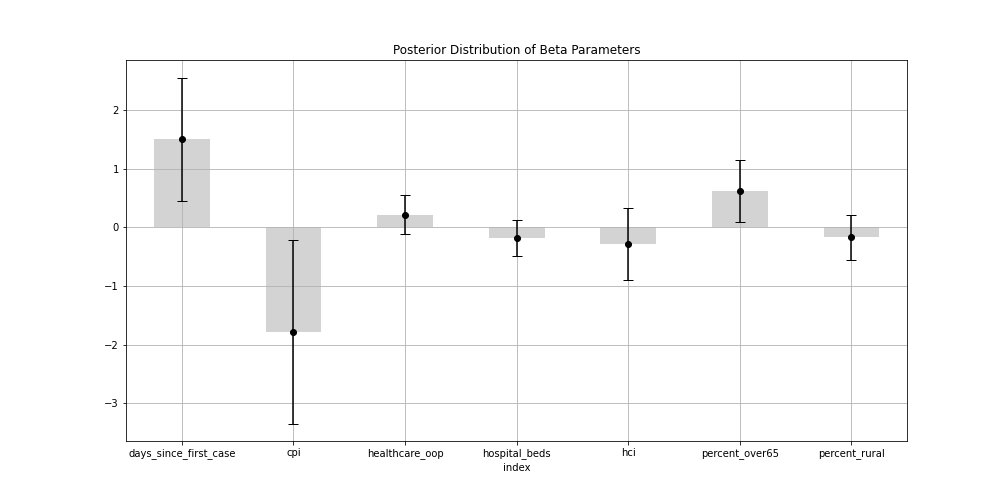 Posterior Distribution of Beta Parameters
2
1
0
−1
−2
−3
days_since_first_case cpi healthcare_oop hospital_beds hci percent_over65 percent_rural
index